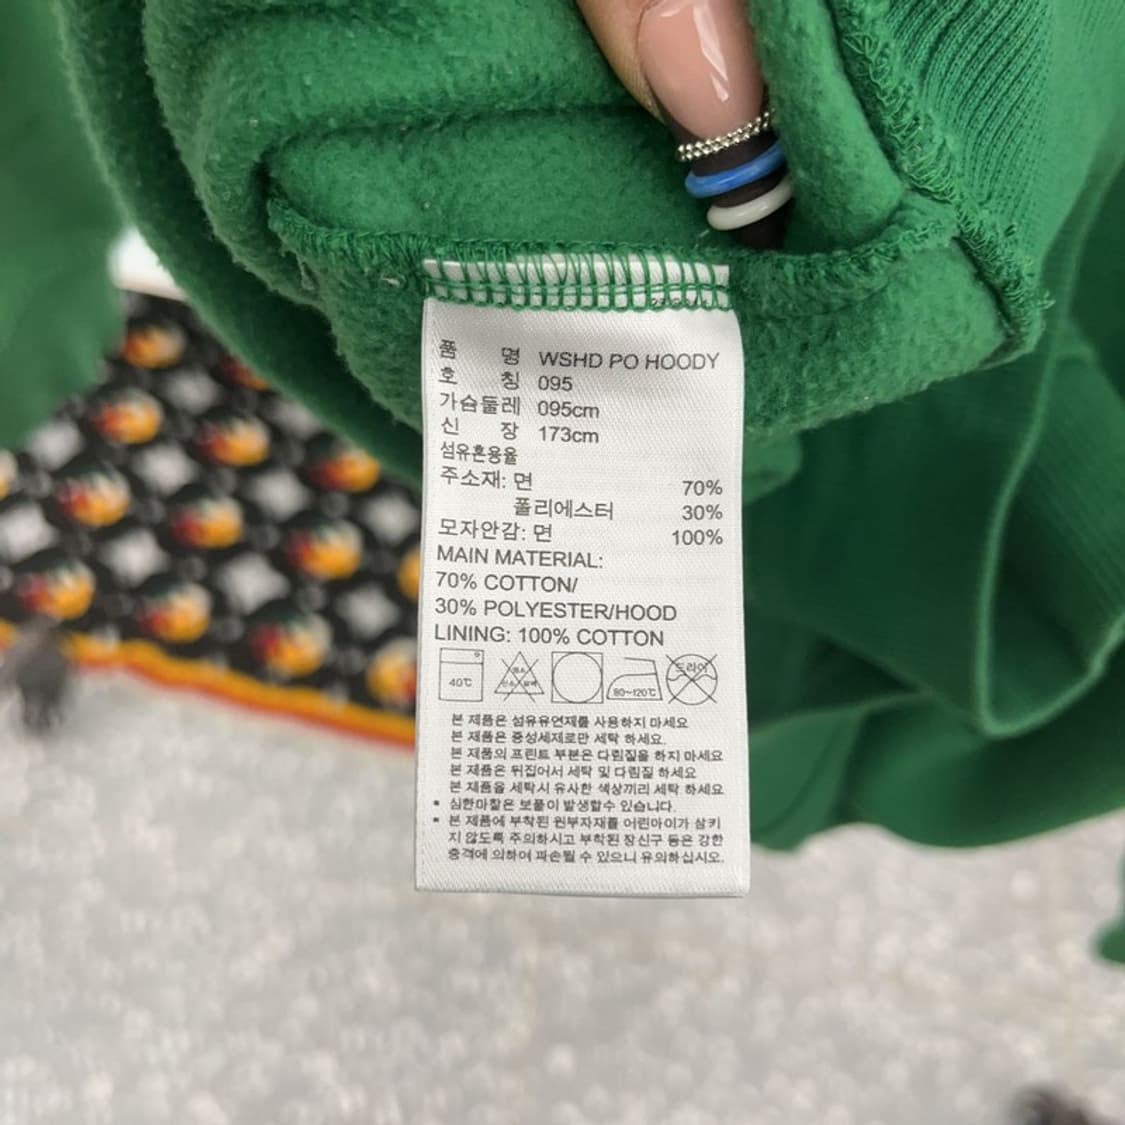 품 명 WSHD PO HOODY
호 칭 095
가슴둘레 095cm
신 장 173cm
섬유혼용율
주소재: 면 70%
폴리에스터 30%
모자안감: 면 100%
MAIN MATERIAL:
70% COTTON/
30% POLYESTER/HOOD
LINING: 100% COTTON
40℃
80~120℃
드라이
본 제품은 섬유유연제를 사용하지 마세요
본 제품은 중성세제로만 세탁 하세요.
본 제품의 프린트 부분은 다림질을 하지 마세요
본 제품은 뒤집어서 세탁 및 다림질 하세요
본 제품을 세탁시 유사한 색상끼리 세탁 하세요
▪ 심한마찰은 보풀이 발생할수 있습니다.
▪ 본 제품에 부착된 원부자재를 어린아이가 삼키
지 않도록 주의하시고 부착된 장신구 등은 강한
충격에 의하여 파손될 수 있으니 유의하십시오.